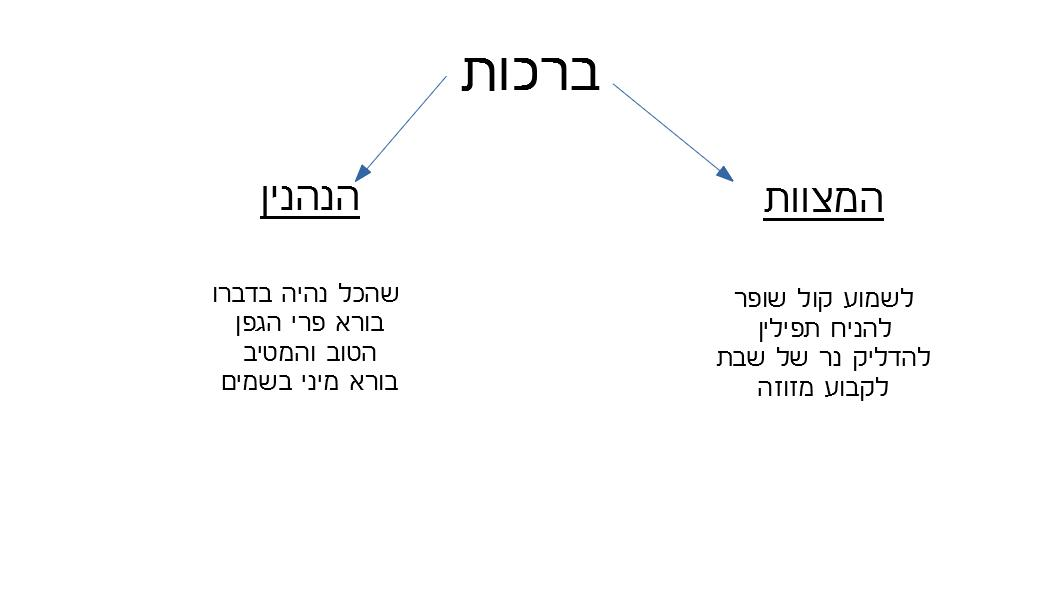 ברכות
המצוות
לשמוע קול שופר
להניח תפילין
להדליק נר של שבת
לקבוע מזוזה
הנהנין
שהכל נהיה בדברו
בורא פרי הגפן
הטוב והמטיב
בורא מיני בשמים